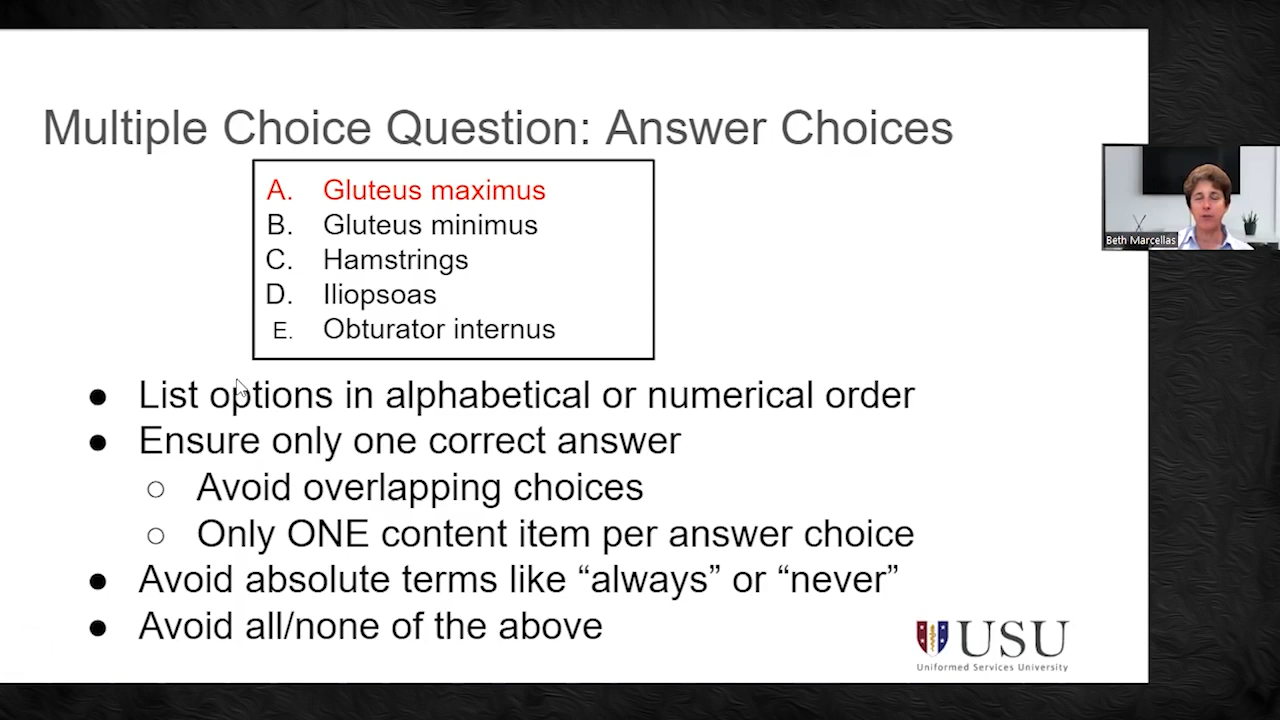 Multiple Choice Question: Answer Choices
A. Gluteus maximus
B. Gluteus minimus
C. Hamstrings
D. Iliopsoas
E. Obturator internus
● List options in alphabetical or numerical order
● Ensure only one correct answer
○ Avoid overlapping choices
○ Only ONE content item per answer choice
● Avoid absolute terms like “always” or “never”
● Avoid all/none of the above
Beth Marcellas
USU
Uniformed Services University